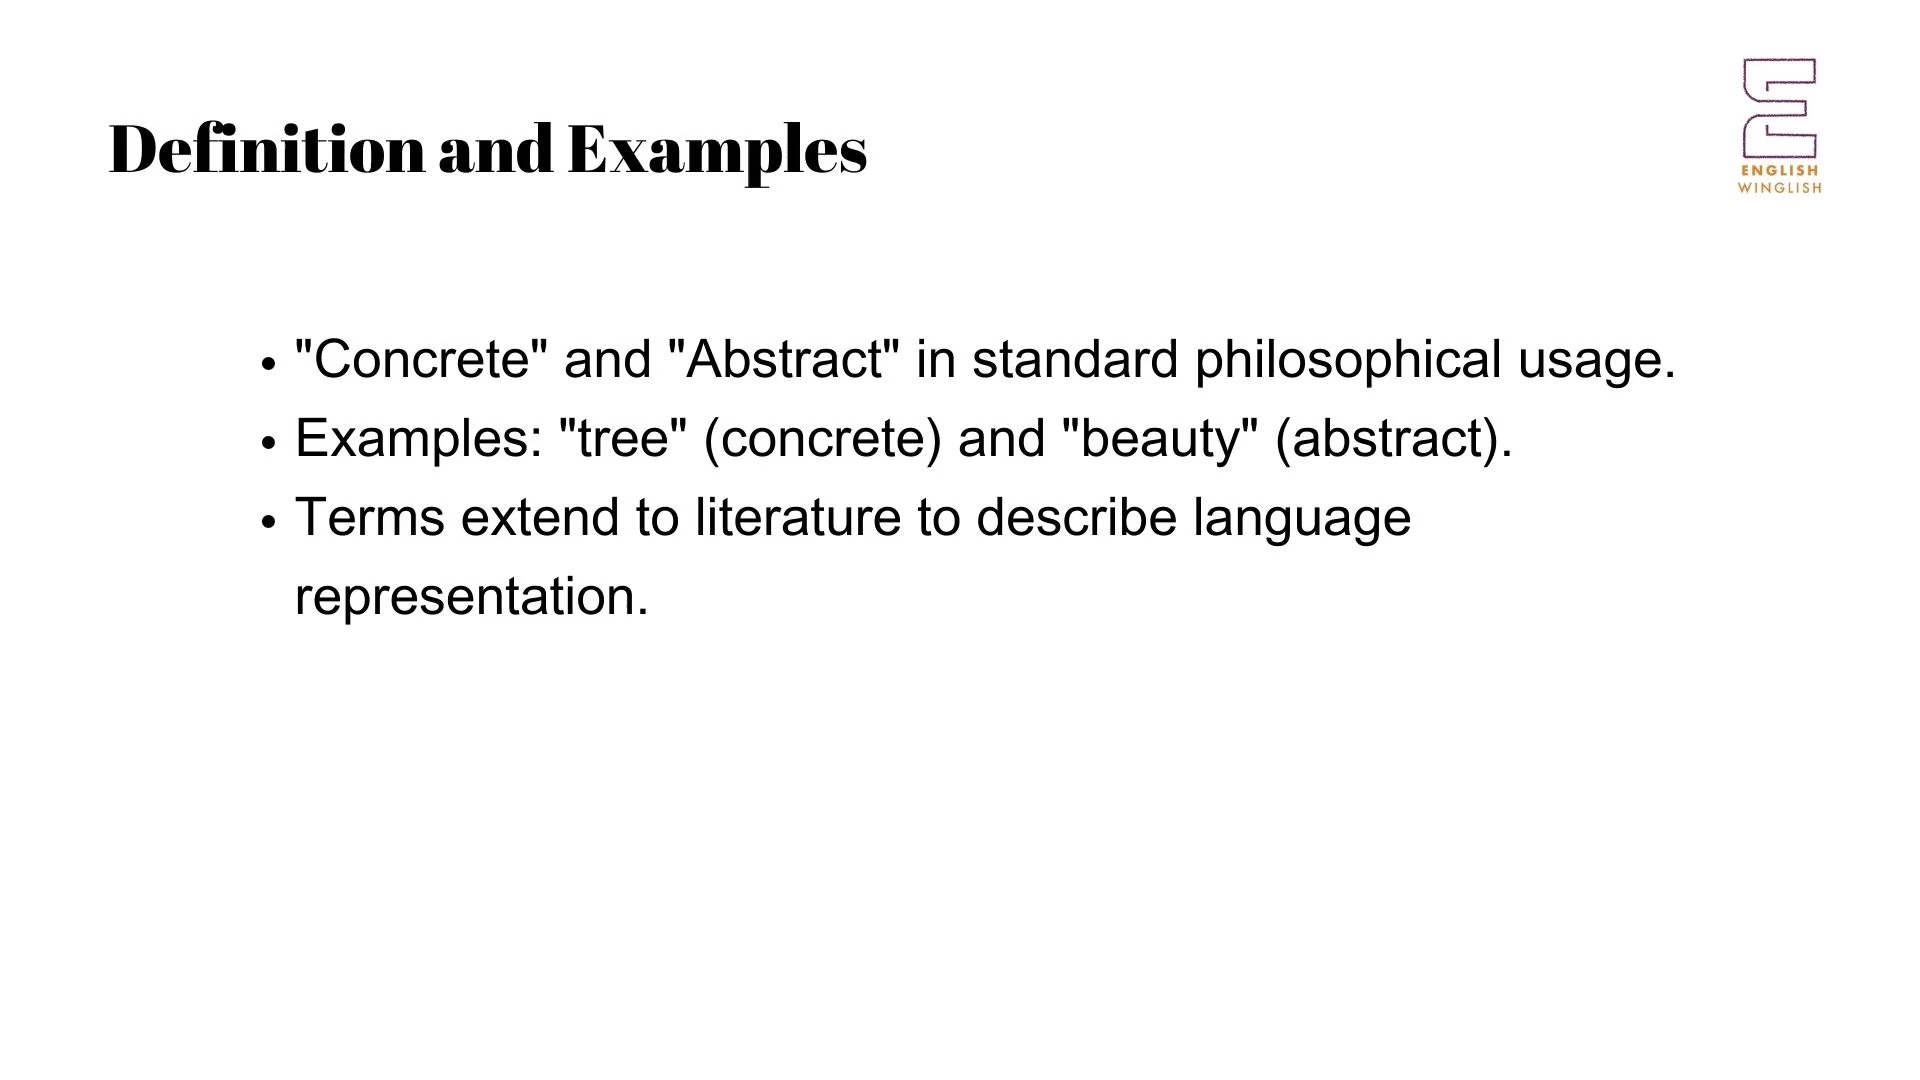 Definition and Examples
ENGLISH
WINGLISH
• "Concrete" and "Abstract" in standard philosophical usage.
• Examples: "tree" (concrete) and "beauty" (abstract).
• Terms extend to literature to describe language
representation.